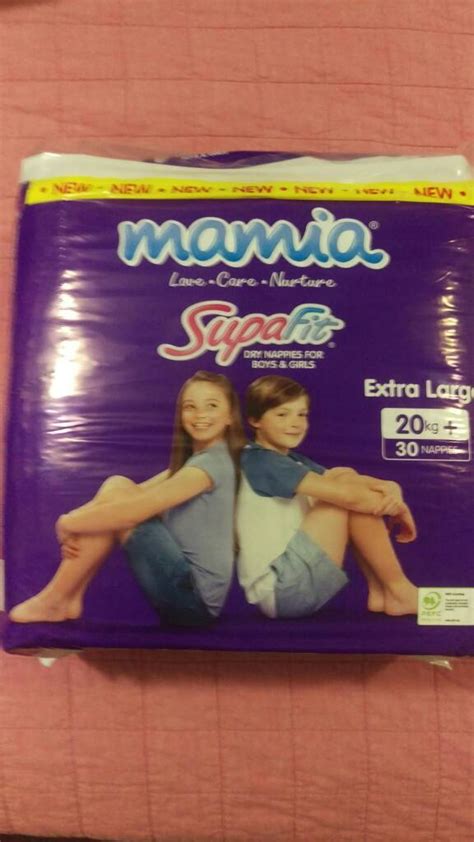 • NEW • NEW • NEW • NEW • NEW • NEW • NEW •
mamia®
Love • Care • Nurture
SupaFit®
DRY NAPPIES FOR
BOYS & GIRLS
Extra Large
20kg +
30 NAPPIES
PEFC